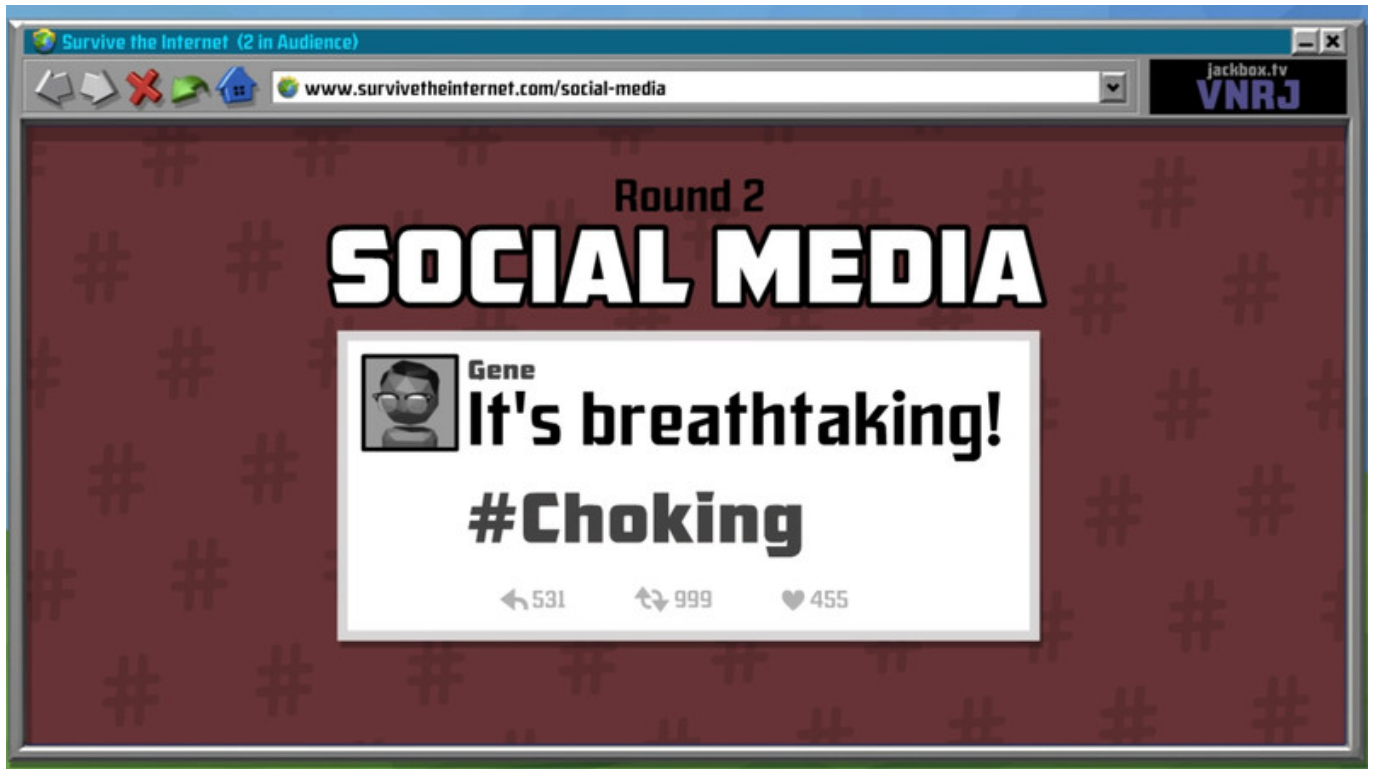 Survive the Internet (2 in Audience)
www.survivetheinternet.com/social-media
jackbox.tv
VNRJ
Round 2
SOCIAL MEDIA
Gene
It's breathtaking!
#Choking
531 999 455